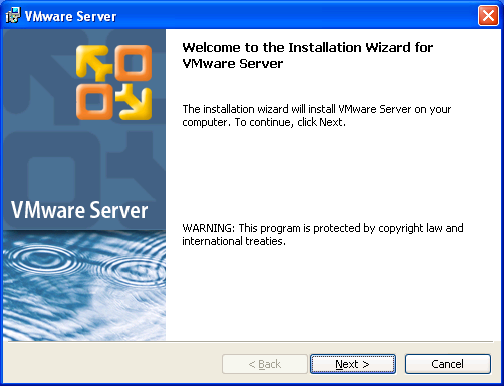 VMware Server
Welcome to the Installation Wizard for
VMware Server
The installation wizard will install VMware Server on your
computer. To continue, click Next.
VMware Server
WARNING: This program is protected by copyright law and
international treaties.
< Back
Next >
Cancel